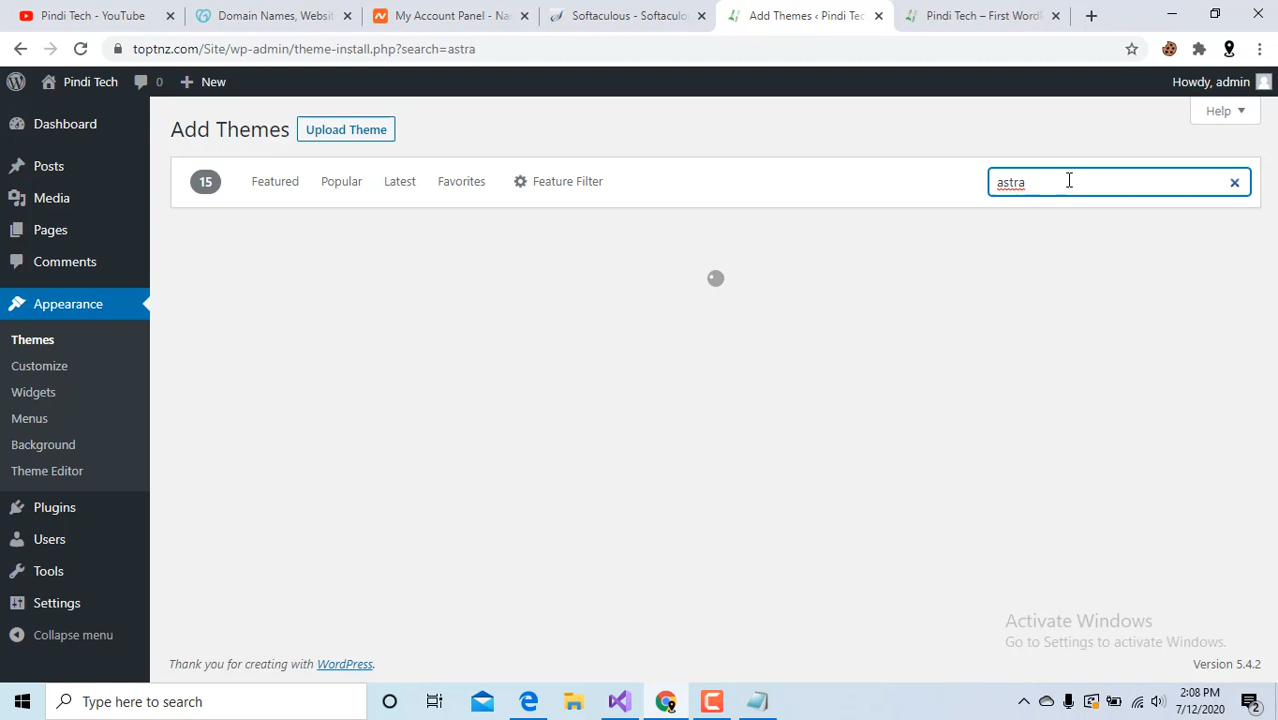 Pindi Tech - YouTube
Domain Names, Websit
My Account Panel - Na
Softaculous - Softaculo
Add Themes ‹ Pindi Tec
Pindi Tech – First WordP
toptnz.com/Site/wp-admin/theme-install.php?search=astra
Pindi Tech
0
New
Howdy, admin
Help
Add Themes
Upload Theme
15
Featured
Popular
Latest
Favorites
Feature Filter
astra
Dashboard
Posts
Media
Pages
Comments
Appearance
Themes
Customize
Widgets
Menus
Background
Theme Editor
Plugins
Users
Tools
Settings
Collapse menu
Activate Windows
Go to Settings to activate Windows.
Thank you for creating with WordPress.
Version 5.4.2
Type here to search
2:08 PM
7/12/2020
2